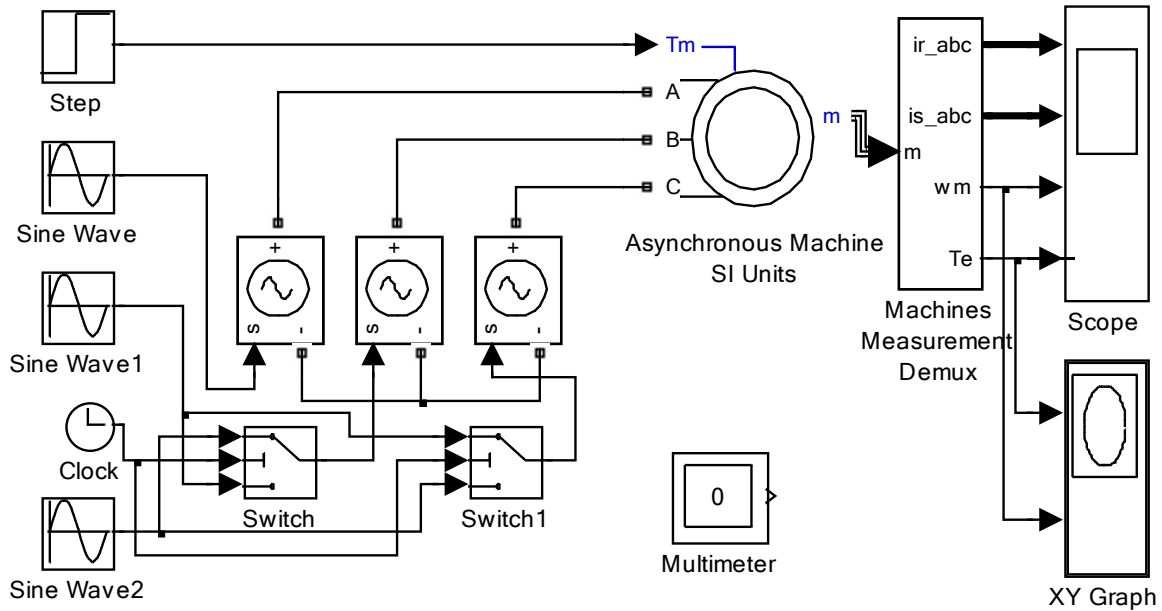 Step
Tm
A
B
C
m
Asynchronous Machine
SI Units
ir_abc
is_abc
m
wm
Te
Machines
Measurement
Demux
Scope
Sine Wave
+
s
-
+
s
-
+
s
-
Sine Wave1
Clock
Switch
Switch1
Sine Wave2
0
Multimeter
XY Graph